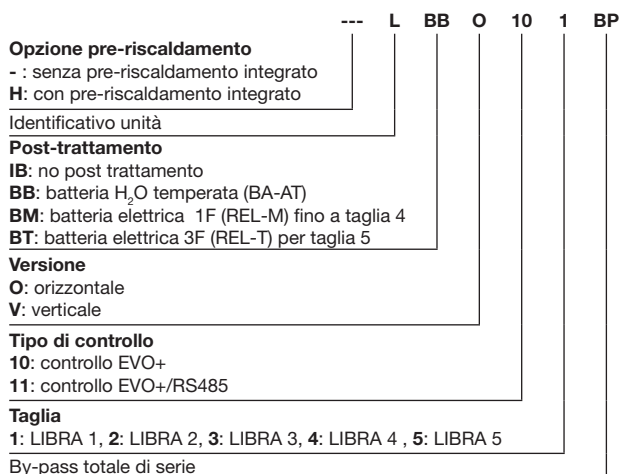 --- L BB O 10 1 BP
Opzione pre-riscaldamento
- : senza pre-riscaldamento integrato
H: con pre-riscaldamento integrato
Identificativo unità
Post-trattamento
IB: no post trattamento
BB: batteria H₂O temperata (BA-AT)
BM: batteria elettrica 1F (REL-M) fino a taglia 4
BT: batteria elettrica 3F (REL-T) per taglia 5
Versione
O: orizzontale
V: verticale
Tipo di controllo
10: controllo EVO+
11: controllo EVO+/RS485
Taglia
1: LIBRA 1, 2: LIBRA 2, 3: LIBRA 3, 4: LIBRA 4 , 5: LIBRA 5
By-pass totale di serie